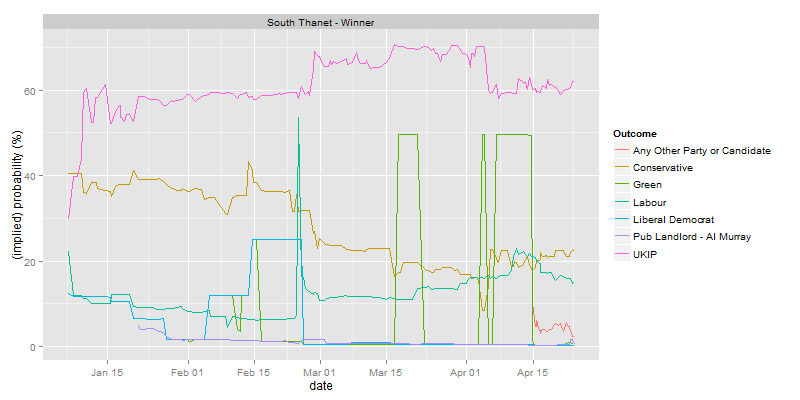 South Thanet - Winner
(implied) probability (%)
60
40
20
0
Jan 15
Feb 01
Feb 15
Mar 01
Mar 15
Apr 01
Apr 15
date
Outcome
Any Other Party or Candidate
Conservative
Green
Labour
Liberal Democrat
Pub Landlord - Al Murray
UKIP